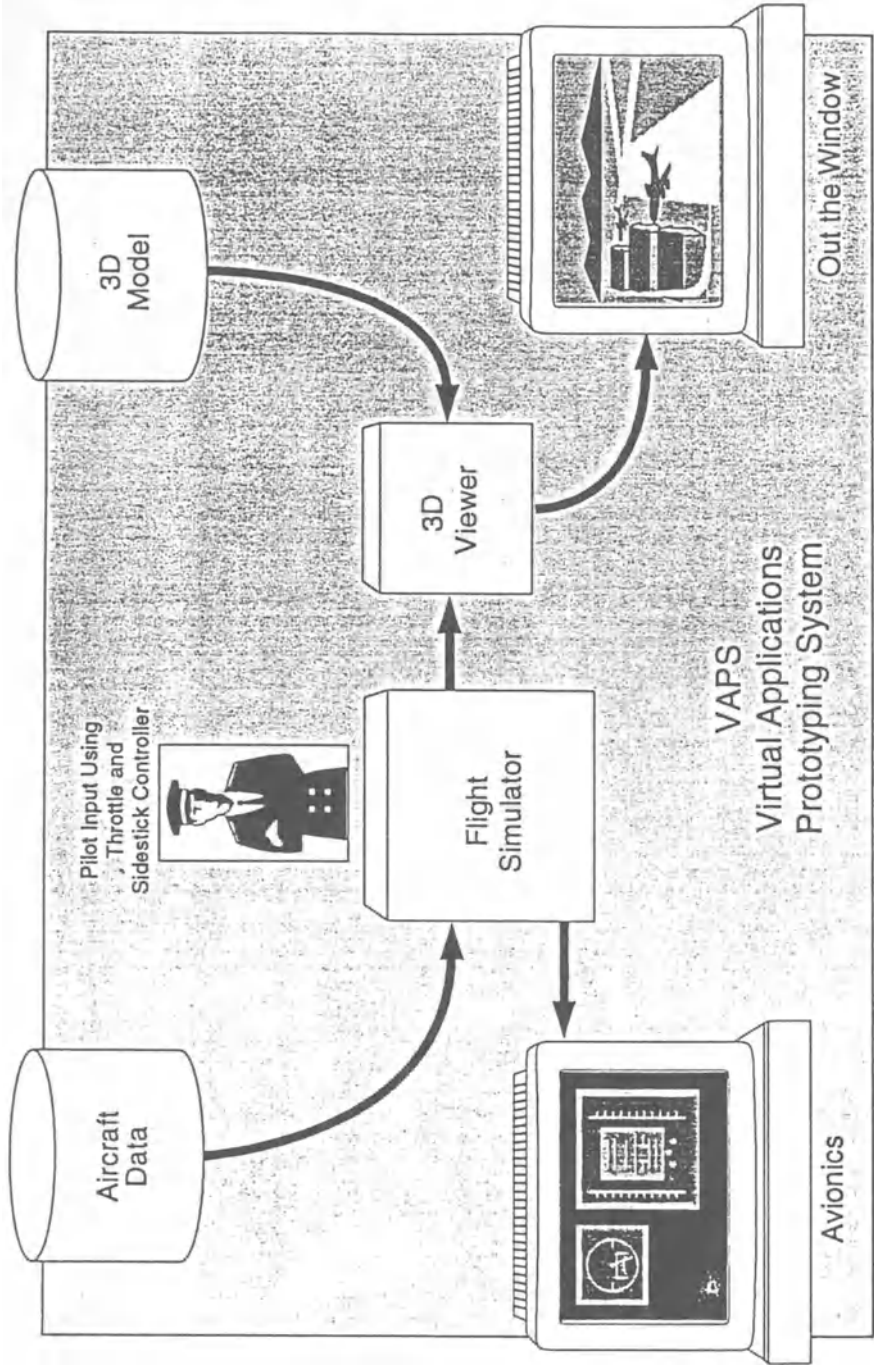 Aircraft
Data
Pilot Input Using
, Throttle and
Sidestick Controller
3D
Model
Flight
Simulator
3D
Viewer
Avionics
VAPS
Virtual Applications
Prototyping System
Out the Window